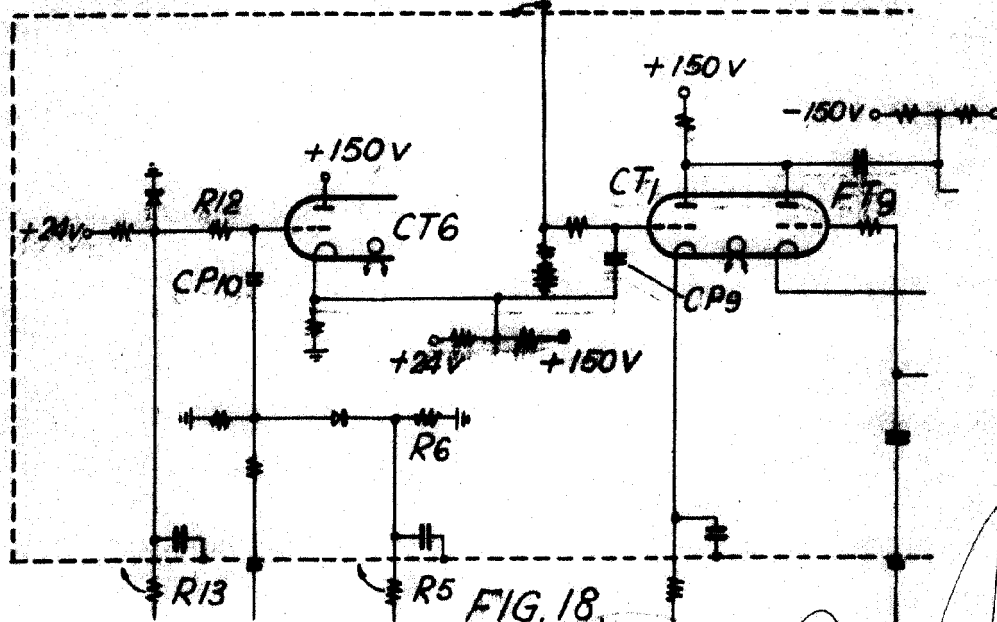 +150V
-150V
+150V
CT1
FT9
R12
CT6
+24V
CP10
CP9
+24V
+150V
R6
R13
R5
FIG. 18.